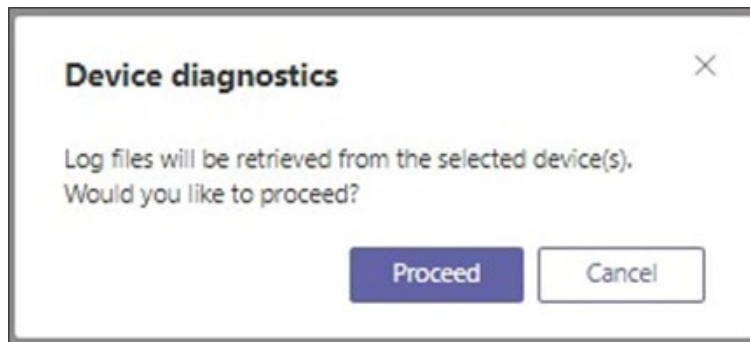 Device diagnostics
Log files will be retrieved from the selected device(s).
Would you like to proceed?
Proceed
Cancel